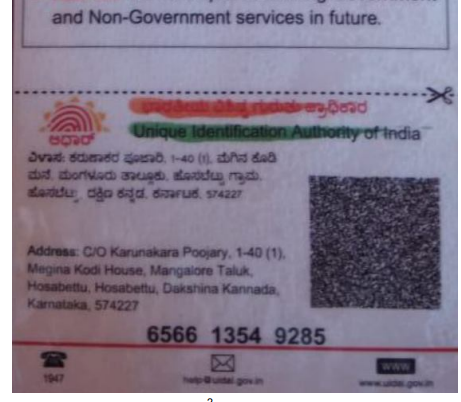 and Non-Government services in future.
ಭಾರತೀಯ ವಿಶಿಷ್ಟ ಗುರುತು ಪ್ರಾಧಿಕಾರ
Unique Identification Authority of India
ಆಧಾರ್
ವಿಳಾಸ: ಕರುಣಾಕರ ಪೂಜಾರಿ, 1-40 (1), ಮೆಗಿನ ಕೊಡಿ
ಮನೆ, ಮಂಗಳೂರು ತಾಲ್ಲೂಕು, ಹೊಸಬೆಟ್ಟು ಗ್ರಾಮ,
ಹೊಸಬೆಟ್ಟು, ದಕ್ಷಿಣ ಕನ್ನಡ, ಕರ್ನಾಟಕ, 574227
Address: C/O Karunakara Poojary, 1-40 (1),
Megina Kodi House, Mangalore Taluk,
Hosabettu, Hosabettu, Dakshina Kannada,
Karnataka, 574227
6566 1354 9285
1947
help@uidai.gov.in
www
www.uidai.gov.in